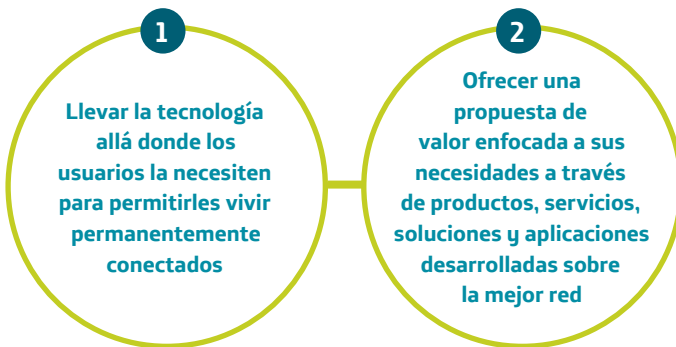 1
Llevar la tecnología
allá donde los
usuarios la necesiten
para permitirles vivir
permanentemente
conectados
2
Ofrecer una
propuesta de
valor enfocada a sus
necesidades a través
de productos, servicios,
soluciones y aplicaciones
desarrolladas sobre
la mejor red